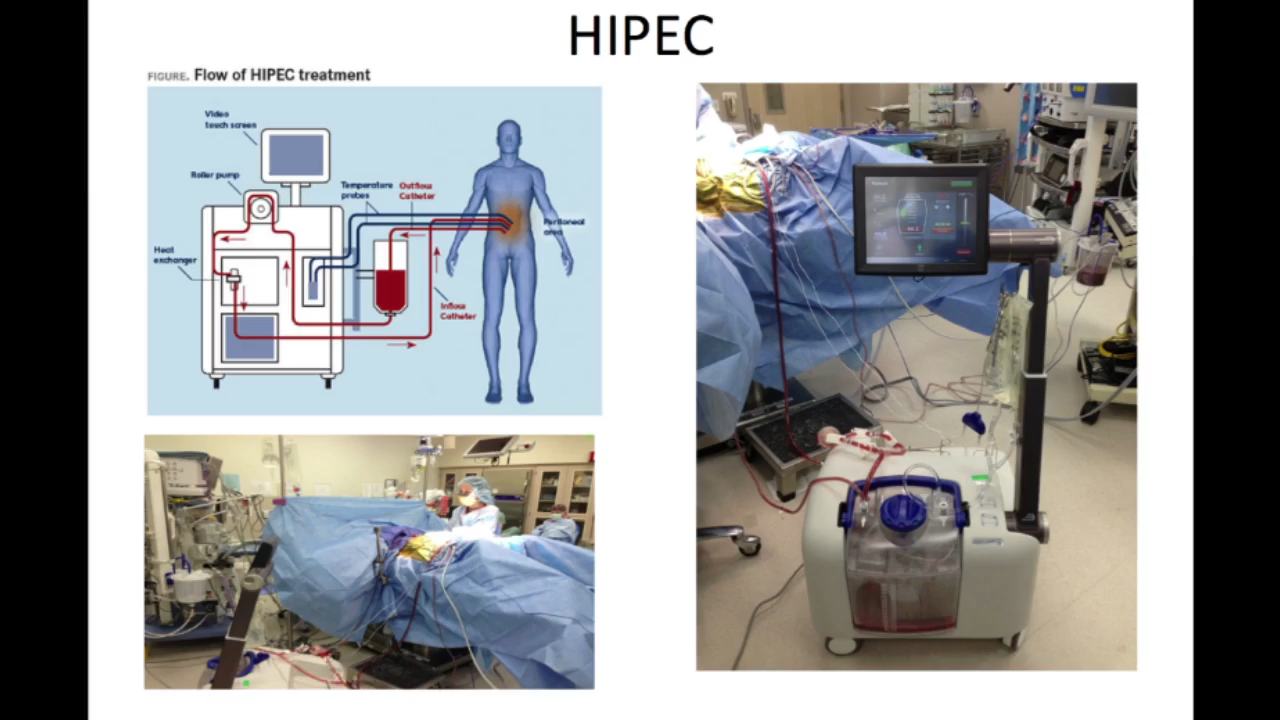 HIPEC
FIGURE. Flow of HIPEC treatment
Video
touch screen
Roller pump
Temperature
probes
Outflow
Catheter
Peritoneal
area
Heat
exchanger
Inflow
Catheter